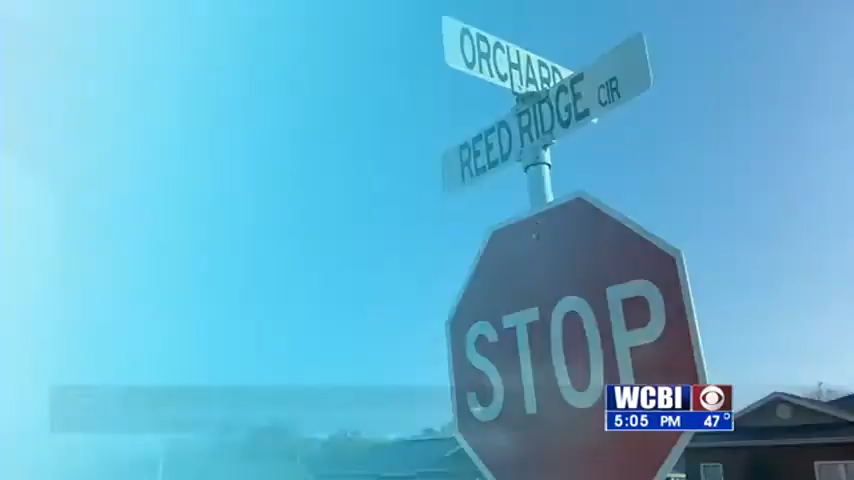 ORCHARD
REED RIDGE CIR
STOP
WCBI
5:05 PM 47°